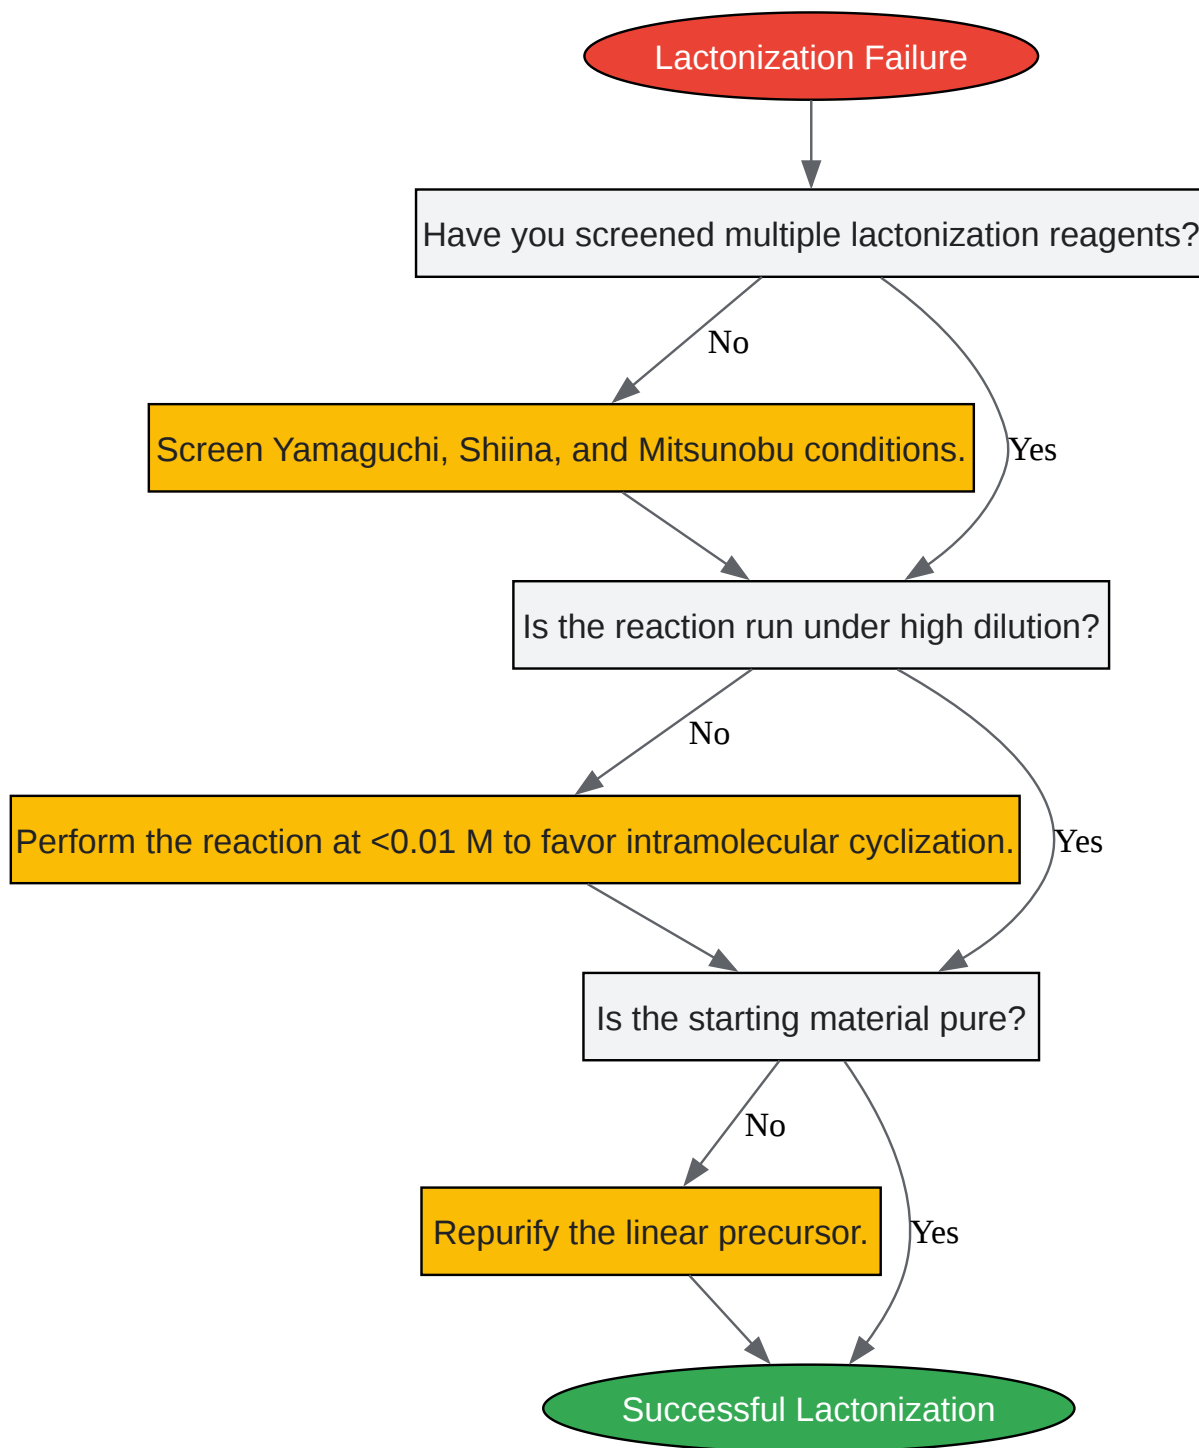 Lactonization Failure
Have you screened multiple lactonization reagents?
No
Screen Yamaguchi, Shiina, and Mitsunobu conditions.
Yes
Is the reaction run under high dilution?
No
Perform the reaction at <0.01 M to favor intramolecular cyclization.
Yes
Is the starting material pure?
No
Repurify the linear precursor.
Yes
Successful Lactonization